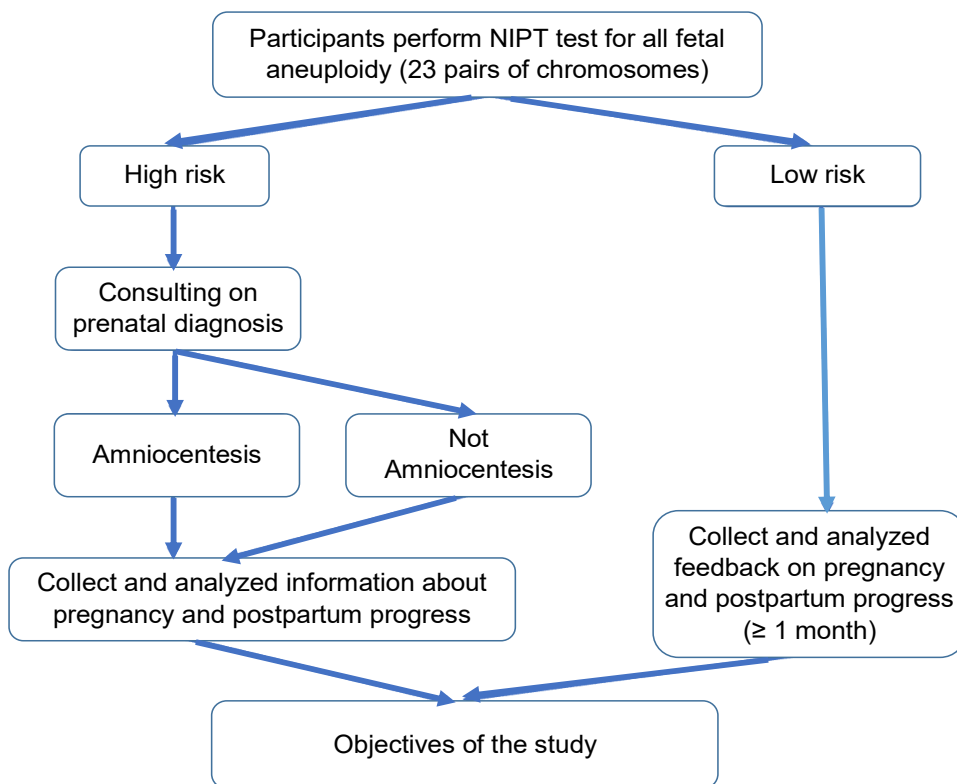 Participants perform NIPT test for all fetal
aneuploidy (23 pairs of chromosomes)
High risk
Low risk
Consulting on
prenatal diagnosis
Amniocentesis
Not
Amniocentesis
Collect and analyzed information about
pregnancy and postpartum progress
Collect and analyzed
feedback on pregnancy
and postpartum progress
(≥ 1 month)
Objectives of the study